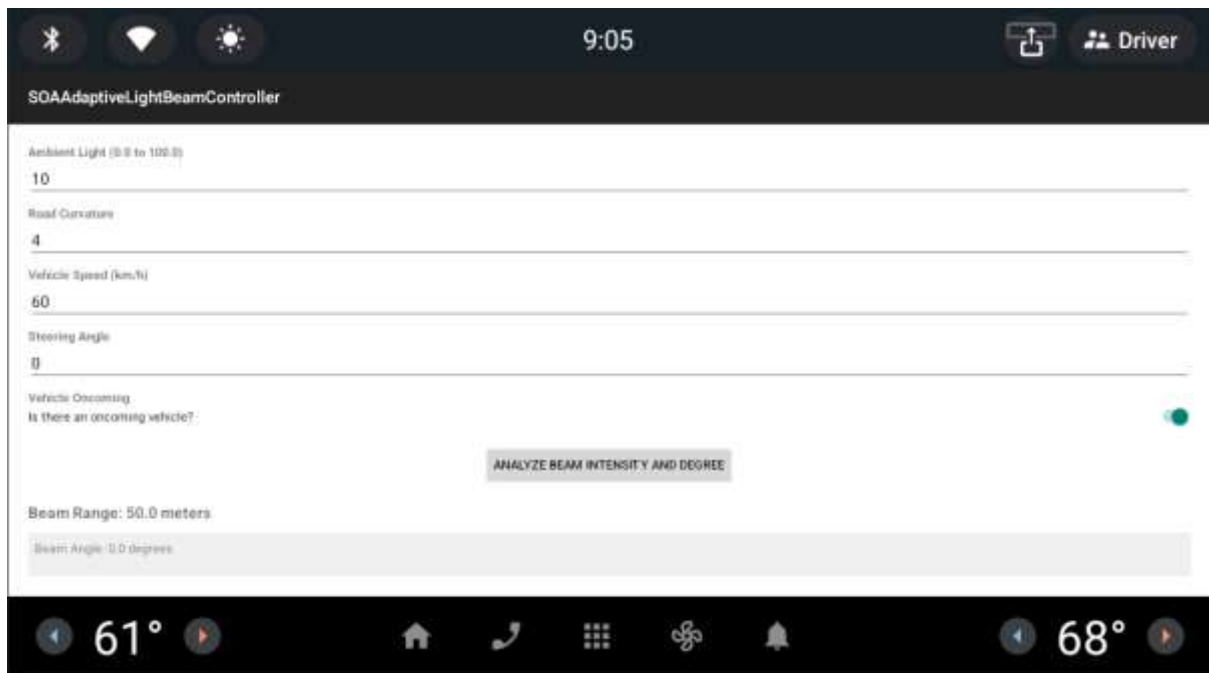 9:05
Driver
SOAAdaptiveLightBeamController
Ambient Light (0.0 to 100.0)
10
Road Curvature
4
Vehicle Speed (km/h)
60
Steering Angle
0
Vehicle Oncoming
Is there an oncoming vehicle?
ANALYZE BEAM INTENSITY AND DEGREE
Beam Range: 50.0 meters
Beam Angle: 0.0 degrees
61°
68°